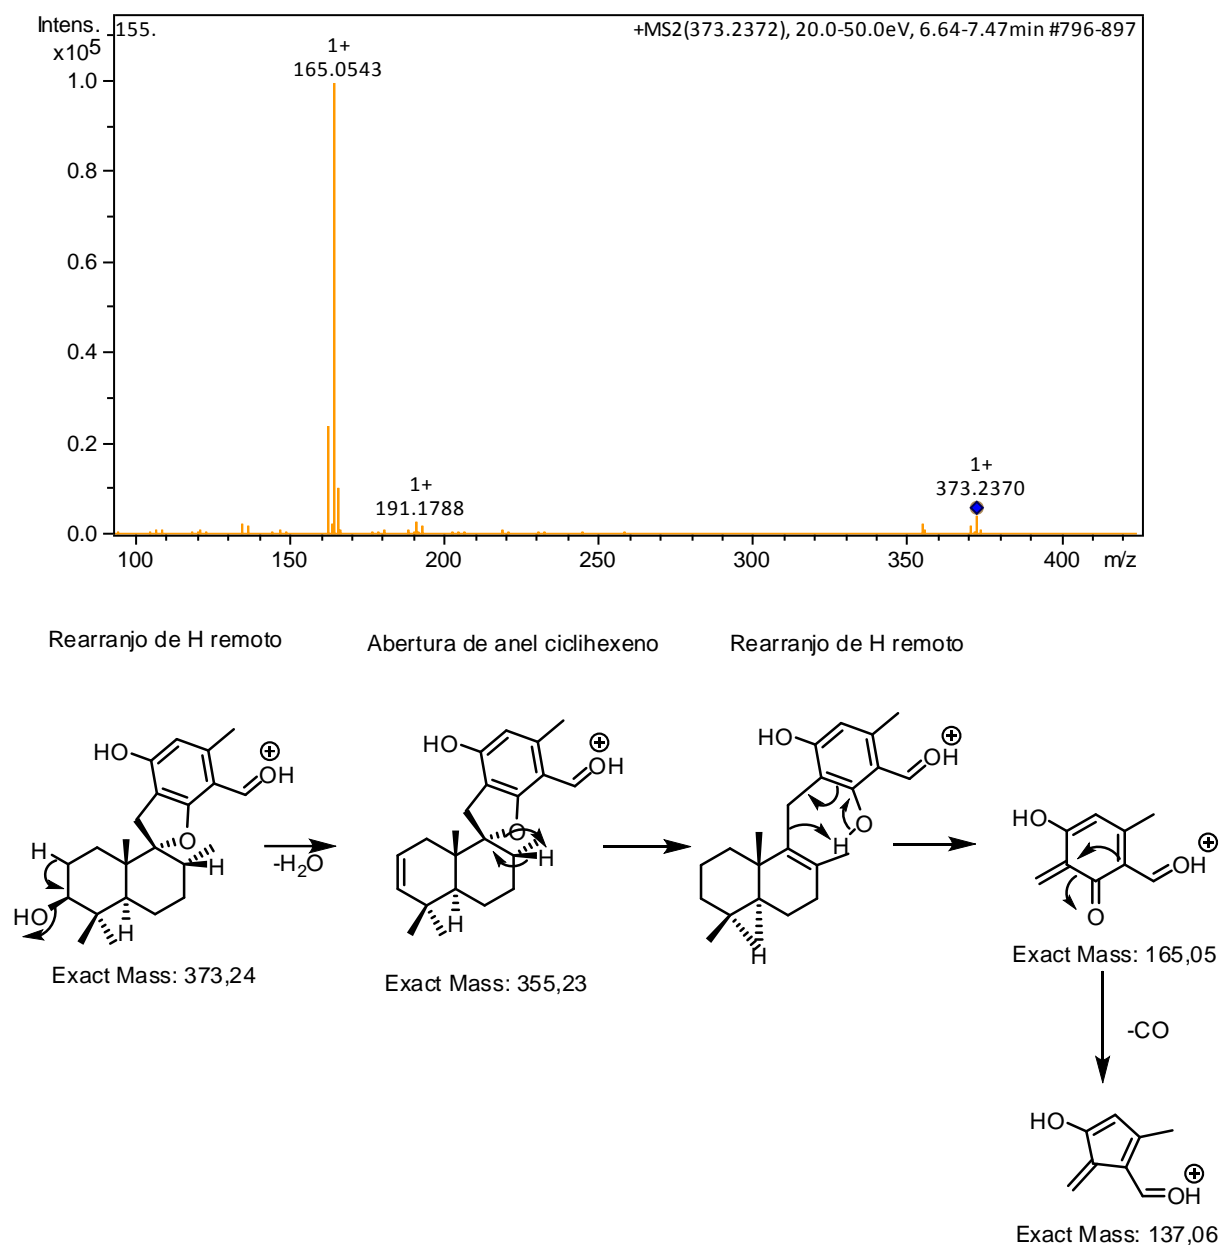 Intens.
x10⁵
155.
+MS2(373.2372), 20.0-50.0eV, 6.64-7.47min #796-897
1+
165.0543
1+
191.1788
1+
373.2370
1.0
0.8
0.6
0.4
0.2
0.0
100 150 200 250 300 350 400 m/z
Rearranjo de H remoto
Abertura de anel ciclihexeno
Rearranjo de H remoto
HO
OH
+
O
H
H
HO
H
Exact Mass: 373,24
-H₂O
HO
OH
+
O
H
H
Exact Mass: 355,23
HO
OH
+
O
H
H
HO
OH
+
O
Exact Mass: 165,05
-CO
HO
OH
+
Exact Mass: 137,06